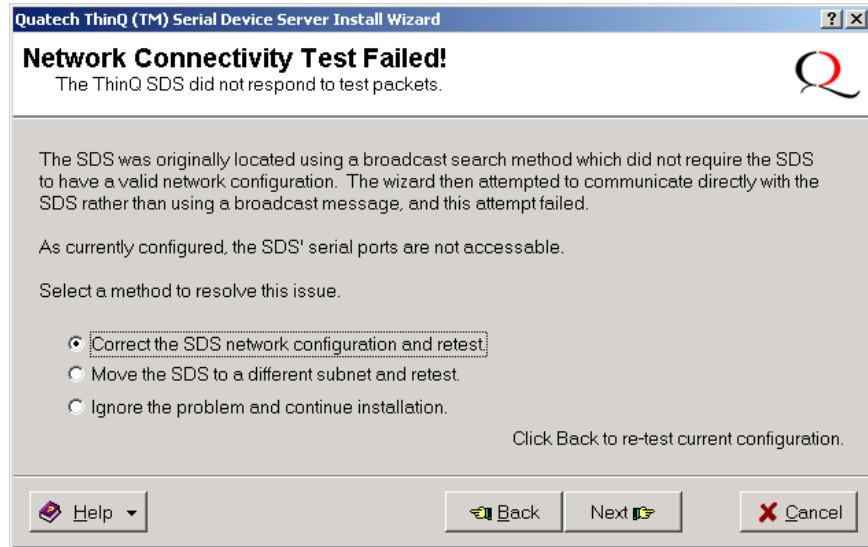 Quatech ThinQ (TM) Serial Device Server Install Wizard
Network Connectivity Test Failed!
The ThinQ SDS did not respond to test packets.
The SDS was originally located using a broadcast search method which did not require the SDS
to have a valid network configuration. The wizard then attempted to communicate directly with the
SDS rather than using a broadcast message, and this attempt failed.
As currently configured, the SDS' serial ports are not accessable.
Select a method to resolve this issue.
Correct the SDS network configuration and retest.
Move the SDS to a different subnet and retest.
Ignore the problem and continue installation.
Click Back to re-test current configuration.
Help Back Next Cancel